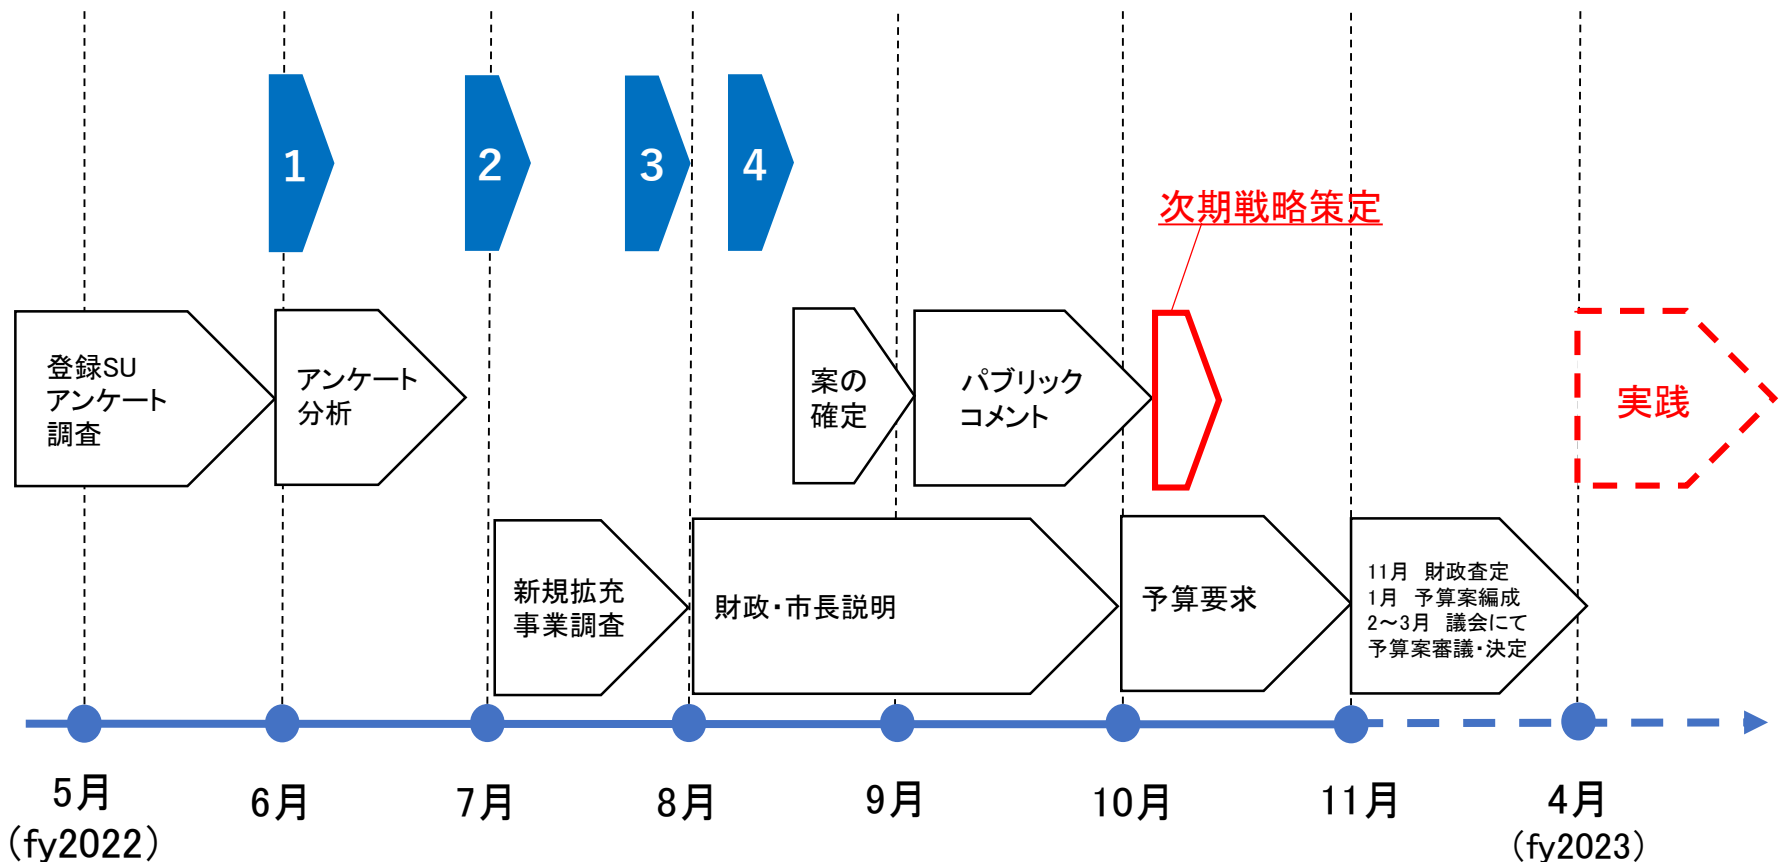 1
2
3
4
次期戦略策定
登録SU
アンケート
調査
アンケート
分析
案の
確定
パブリック
コメント
実践
新規拡充
事業調査
財政・市長説明
予算要求
11月 財政査定
1月 予算案編成
2～3月 議会にて
予算案審議・決定
5月
（fy2022）
6月
7月
8月
9月
10月
11月
4月
（fy2023）